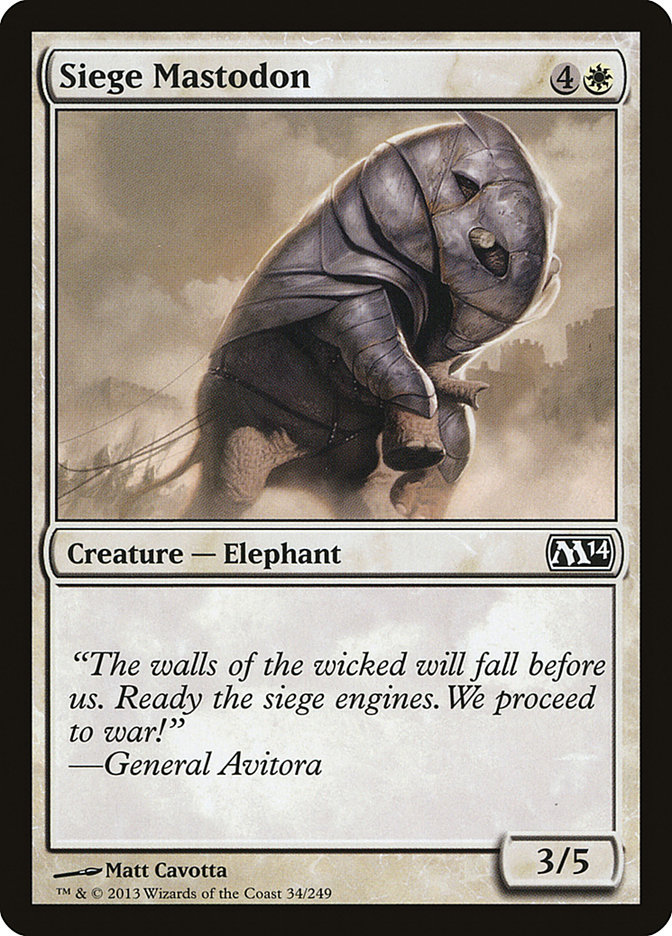 Siege Mastodon 4
Creature — Elephant M14
“The walls of the wicked will fall before
us. Ready the siege engines. We proceed
to war!”
—General Avitora
3/5
Matt Cavotta
™ & © 2013 Wizards of the Coast 34/249